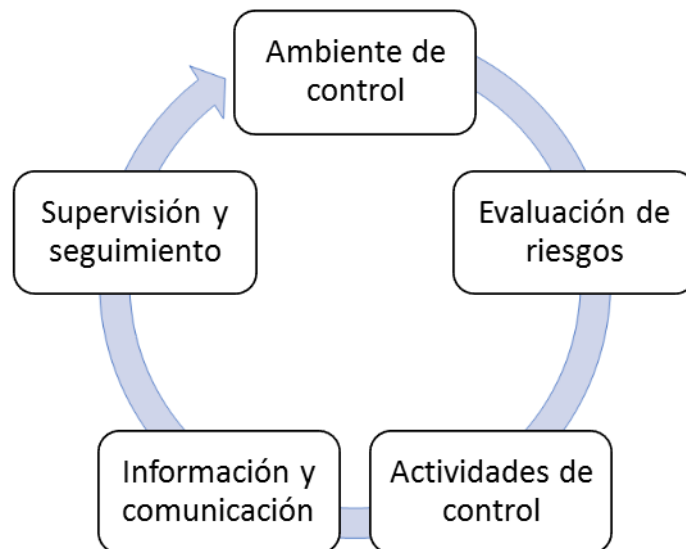 Ambiente de
control
Evaluación de
riesgos
Actividades de
control
Información y
comunicación
Supervisión y
seguimiento